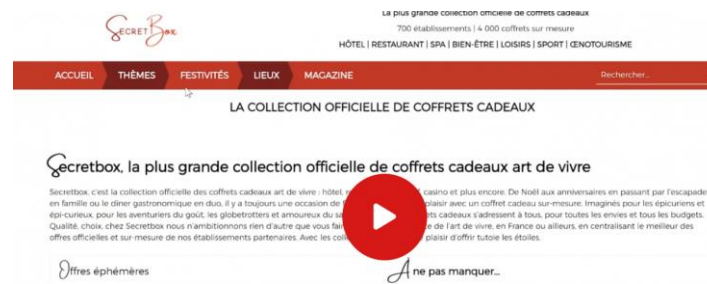 SECRETBOX
La plus grande collection officielle de coffrets cadeaux
700 établissements | 4 000 coffrets sur mesure
HÔTEL | RESTAURANT | SPA | BIEN-ÊTRE | LOISIRS | SPORT | ŒNOTOURISME
ACCUEIL THÈMES FESTIVITÉS LIEUX MAGAZINE Rechercher...
LA COLLECTION OFFICIELLE DE COFFRETS CADEAUX
Secretbox, la plus grande collection officielle de coffrets cadeaux art de vivre
Secretbox, c'est la collection officielle des coffrets cadeaux art de vivre : hôtel, casino et plus encore. De Noël aux anniversaires en passant par l'escapade
en famille ou le dîner gastronomique en duo, il y a toujours une occasion de plaisir avec un coffret cadeau sur-mesure. Imaginés pour les épicuriens et
épi-curieux, pour les aventuriers du goût, les globetrotters et amoureux du cadeaux s'adressent à tous, pour toutes les envies et tous les budgets.
Qualité, choix, chez Secretbox nous n'ambitionnons rien d'autre que vous de l'art de vivre, en France ou ailleurs, en centralisant le meilleur des
offres officielles et sur-mesure de nos établissements partenaires. Avec les plaisir d'offrir tutoie les étoiles.
Offres éphémères A ne pas manquer...